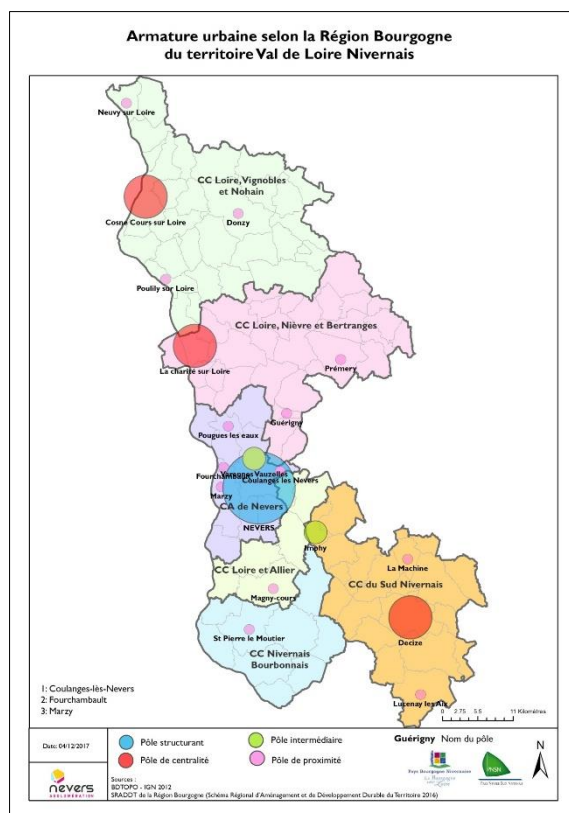 Armature urbaine selon la Région Bourgogne
du territoire Val de Loire Nivernais
Neuvy sur Loire
CC Loire, Vignobles
et Nohain
Cosne Cours sur Loire
Donzy
Pouilly sur Loire
CC Loire, Nièvre et Bertranges
La charité sur Loire
Prémery
Guérigny
Pougues les eaux
Varennes Vauzelles
Fourchambault
Coulanges les Nevers
Marzy
CA de Nevers
NEVERS
Imphy
La Machine
CC Loire et Allier
CC du Sud Nivernais
Magny-cours
Decize
St Pierre le Moutier
CC Nivernais
Bourbonnais
Lucenay les Aix
1: Coulanges-lès-Nevers
2: Fourchambault
3: Marzy
0 2.75 5.5 11 Kilomètres
Date: 04/12/2017
Pôle structurant
Pôle intermédiaire
Guérigny Nom du pôle
Pôle de centralité
Pôle de proximité
N
nevers
AGGLOMÉRATION
Sources :
BDTOPO - IGN 2012
SRADDT de la Région Bourgogne (Schéma Régional d'Aménagement et de Développement Durable du Territoire 2016)